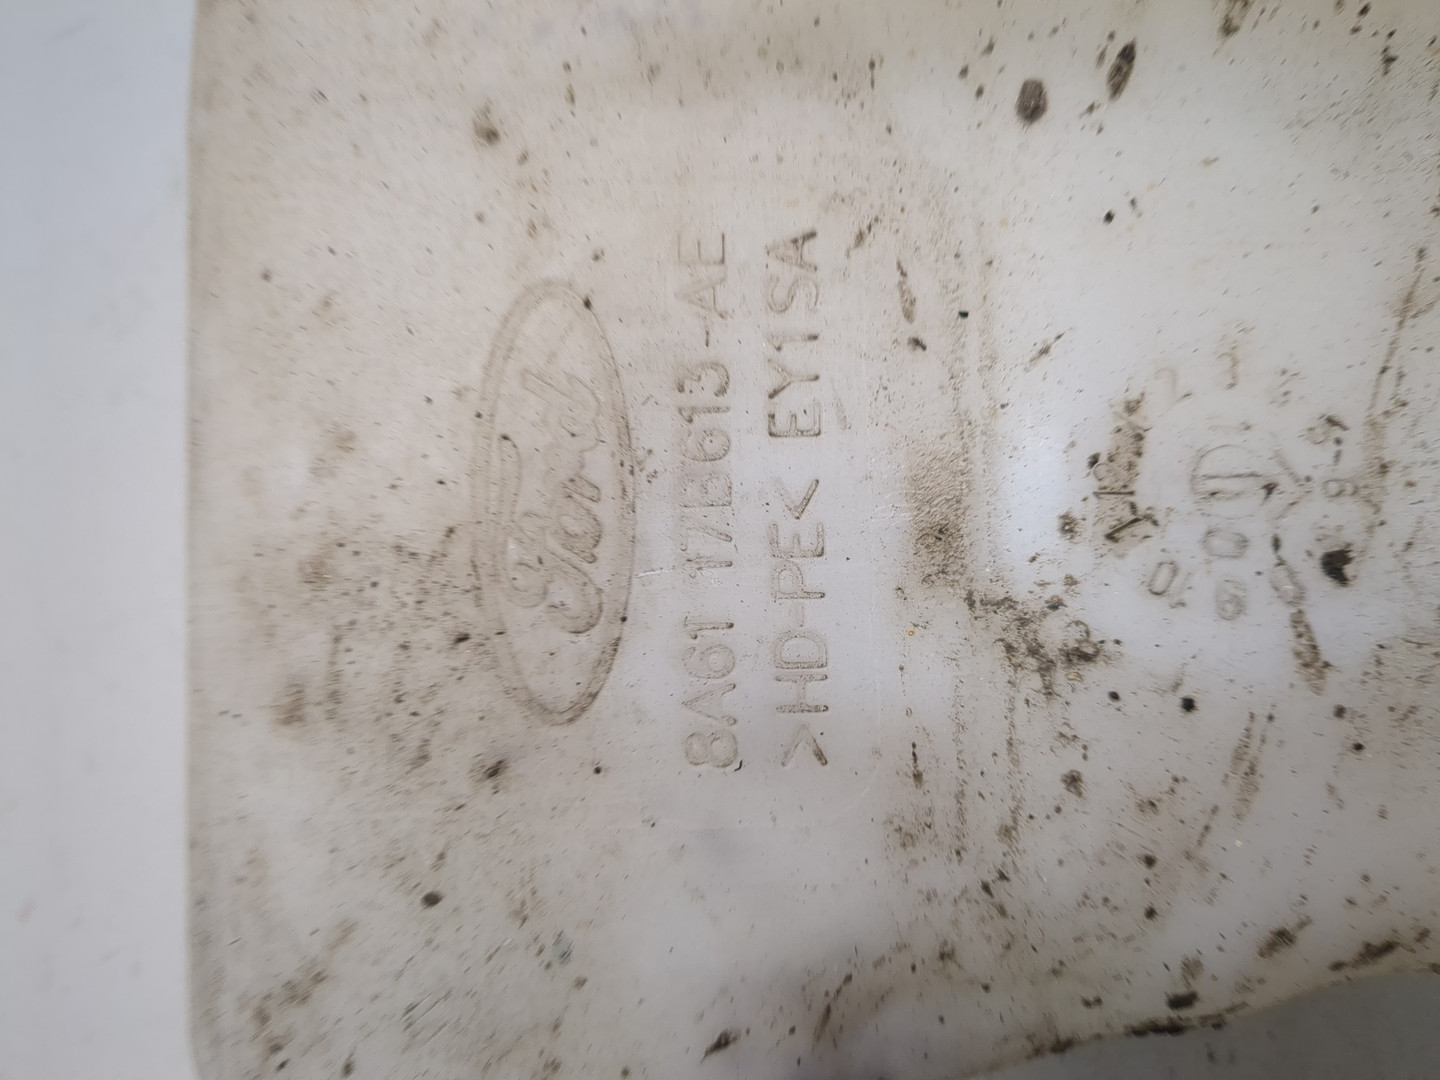 Ford
8A61 17B613-AE
>HD-PE< EY1SA